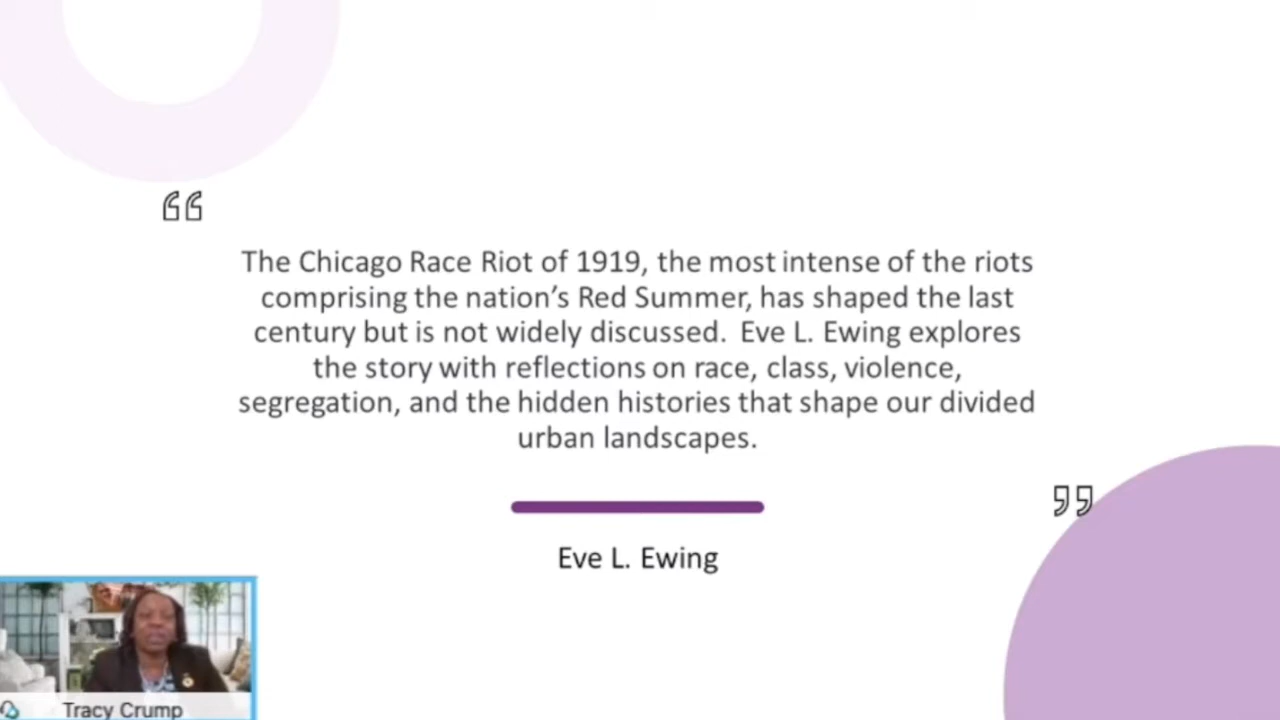 “
The Chicago Race Riot of 1919, the most intense of the riots
comprising the nation’s Red Summer, has shaped the last
century but is not widely discussed.  Eve L. Ewing explores
the story with reflections on race, class, violence,
segregation, and the hidden histories that shape our divided
urban landscapes.
”
Eve L. Ewing
Tracy Crump